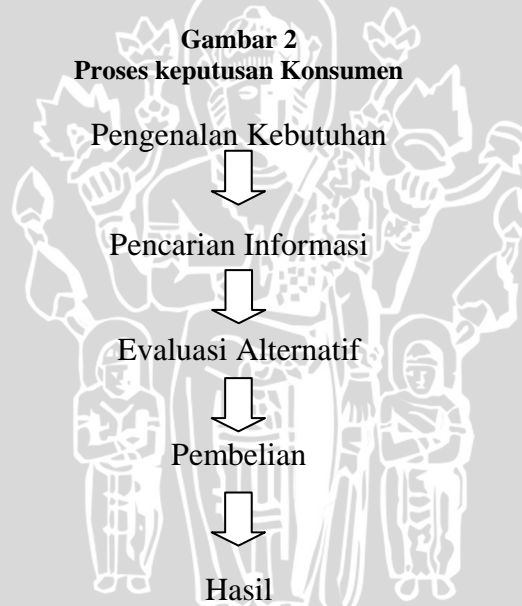 Gambar 2
Proses keputusan Konsumen
Pengenalan Kebutuhan
Pencarian Informasi
Evaluasi Alternatif
Pembelian
Hasil